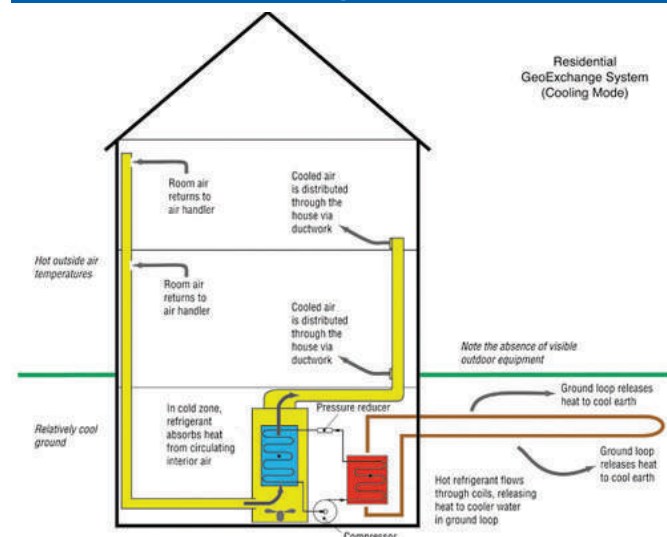 Residential
GeoExchange System
(Cooling Mode)
Room air
returns to
air handler
Cooled air
is distributed
through the
house via
ductwork
Hot outside air
temperatures
Room air
returns to
air handler
Cooled air
is distributed
through the
house via
ductwork
Note the absence of visible
outdoor equipment
Relatively cool
ground
In cold zone,
refrigerant
absorbs heat
from circulating
interior air
Pressure reducer
Ground loop releases
heat to cool earth
Ground loop
releases heat
to cool earth
Hot refrigerant flows
through coils, releasing
heat to cooler water
in ground loop
Compressor